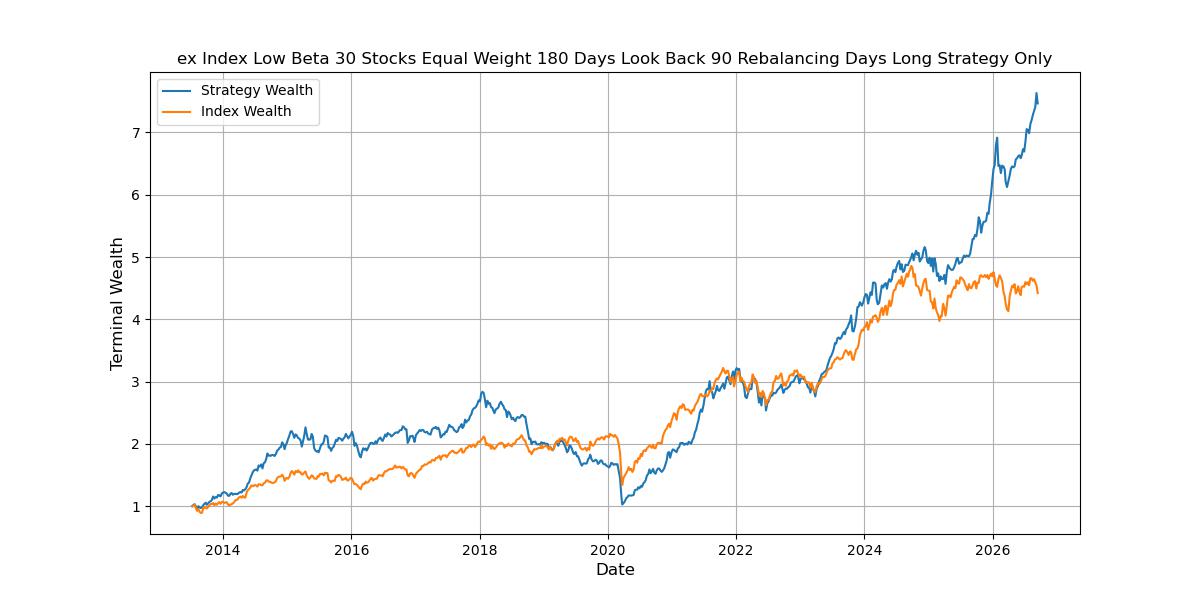 ex Index Low Beta 30 Stocks Equal Weight 180 Days Look Back 90 Rebalancing Days Long Strategy Only
Strategy Wealth
Index Wealth
Terminal Wealth
7
6
5
4
3
2
1
2014 2016 2018 2020 2022 2024 2026
Date